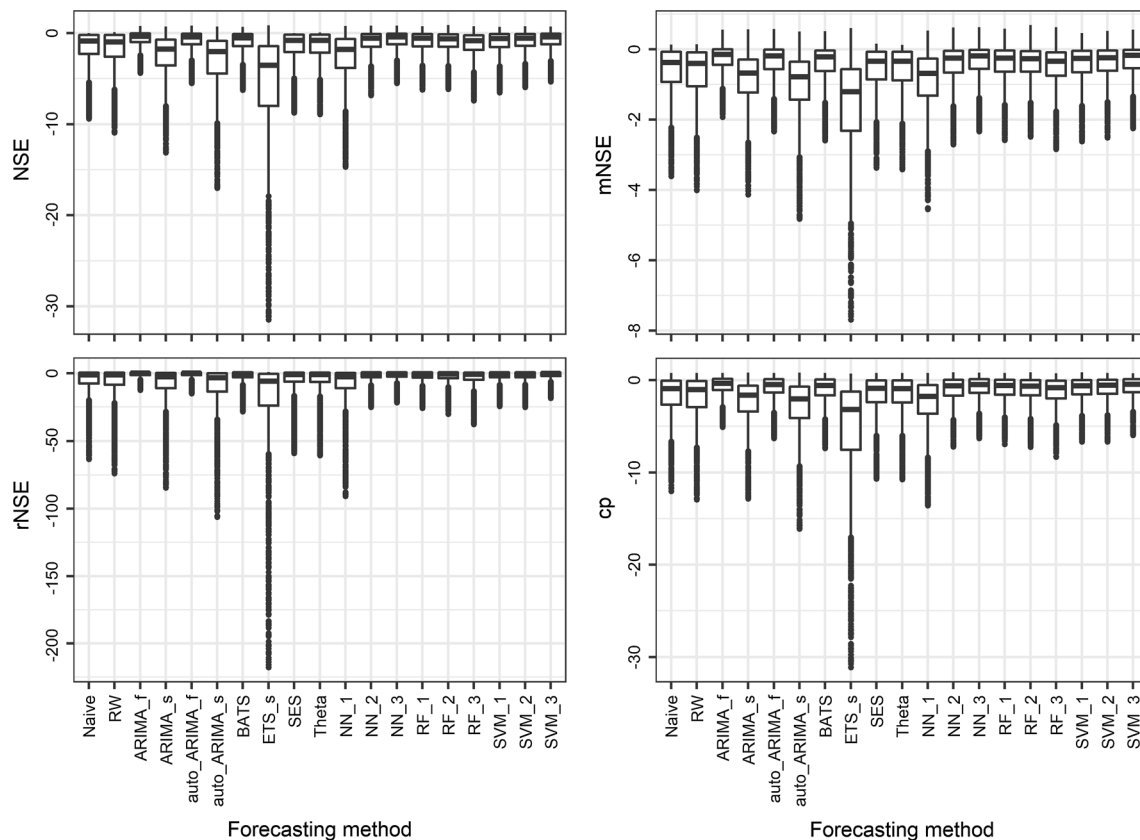 NSE
0
-10
-20
-30
mNSE
0
-2
-4
-6
-8
rNSE
0
-50
-100
-150
-200
cp
0
-10
-20
-30
Naive
RW
ARIMA_f
ARIMA_s
auto_ARIMA_f
auto_ARIMA_s
BATS
ETS_s
SES
Theta
NN_1
NN_2
NN_3
RF_1
RF_2
RF_3
SVM_1
SVM_2
SVM_3
Forecasting method
Naive
RW
ARIMA_f
ARIMA_s
auto_ARIMA_f
auto_ARIMA_s
BATS
ETS_s
SES
Theta
NN_1
NN_2
NN_3
RF_1
RF_2
RF_3
SVM_1
SVM_2
SVM_3
Forecasting method